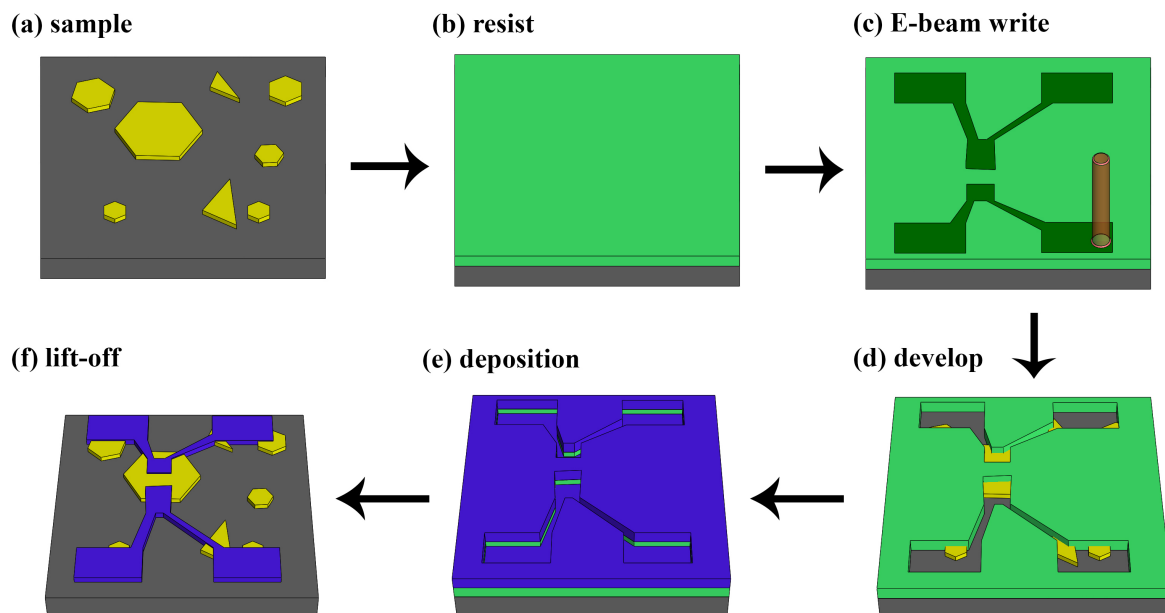 (a) sample
(b) resist
(c) E-beam write
(d) develop
(e) deposition
(f) lift-off